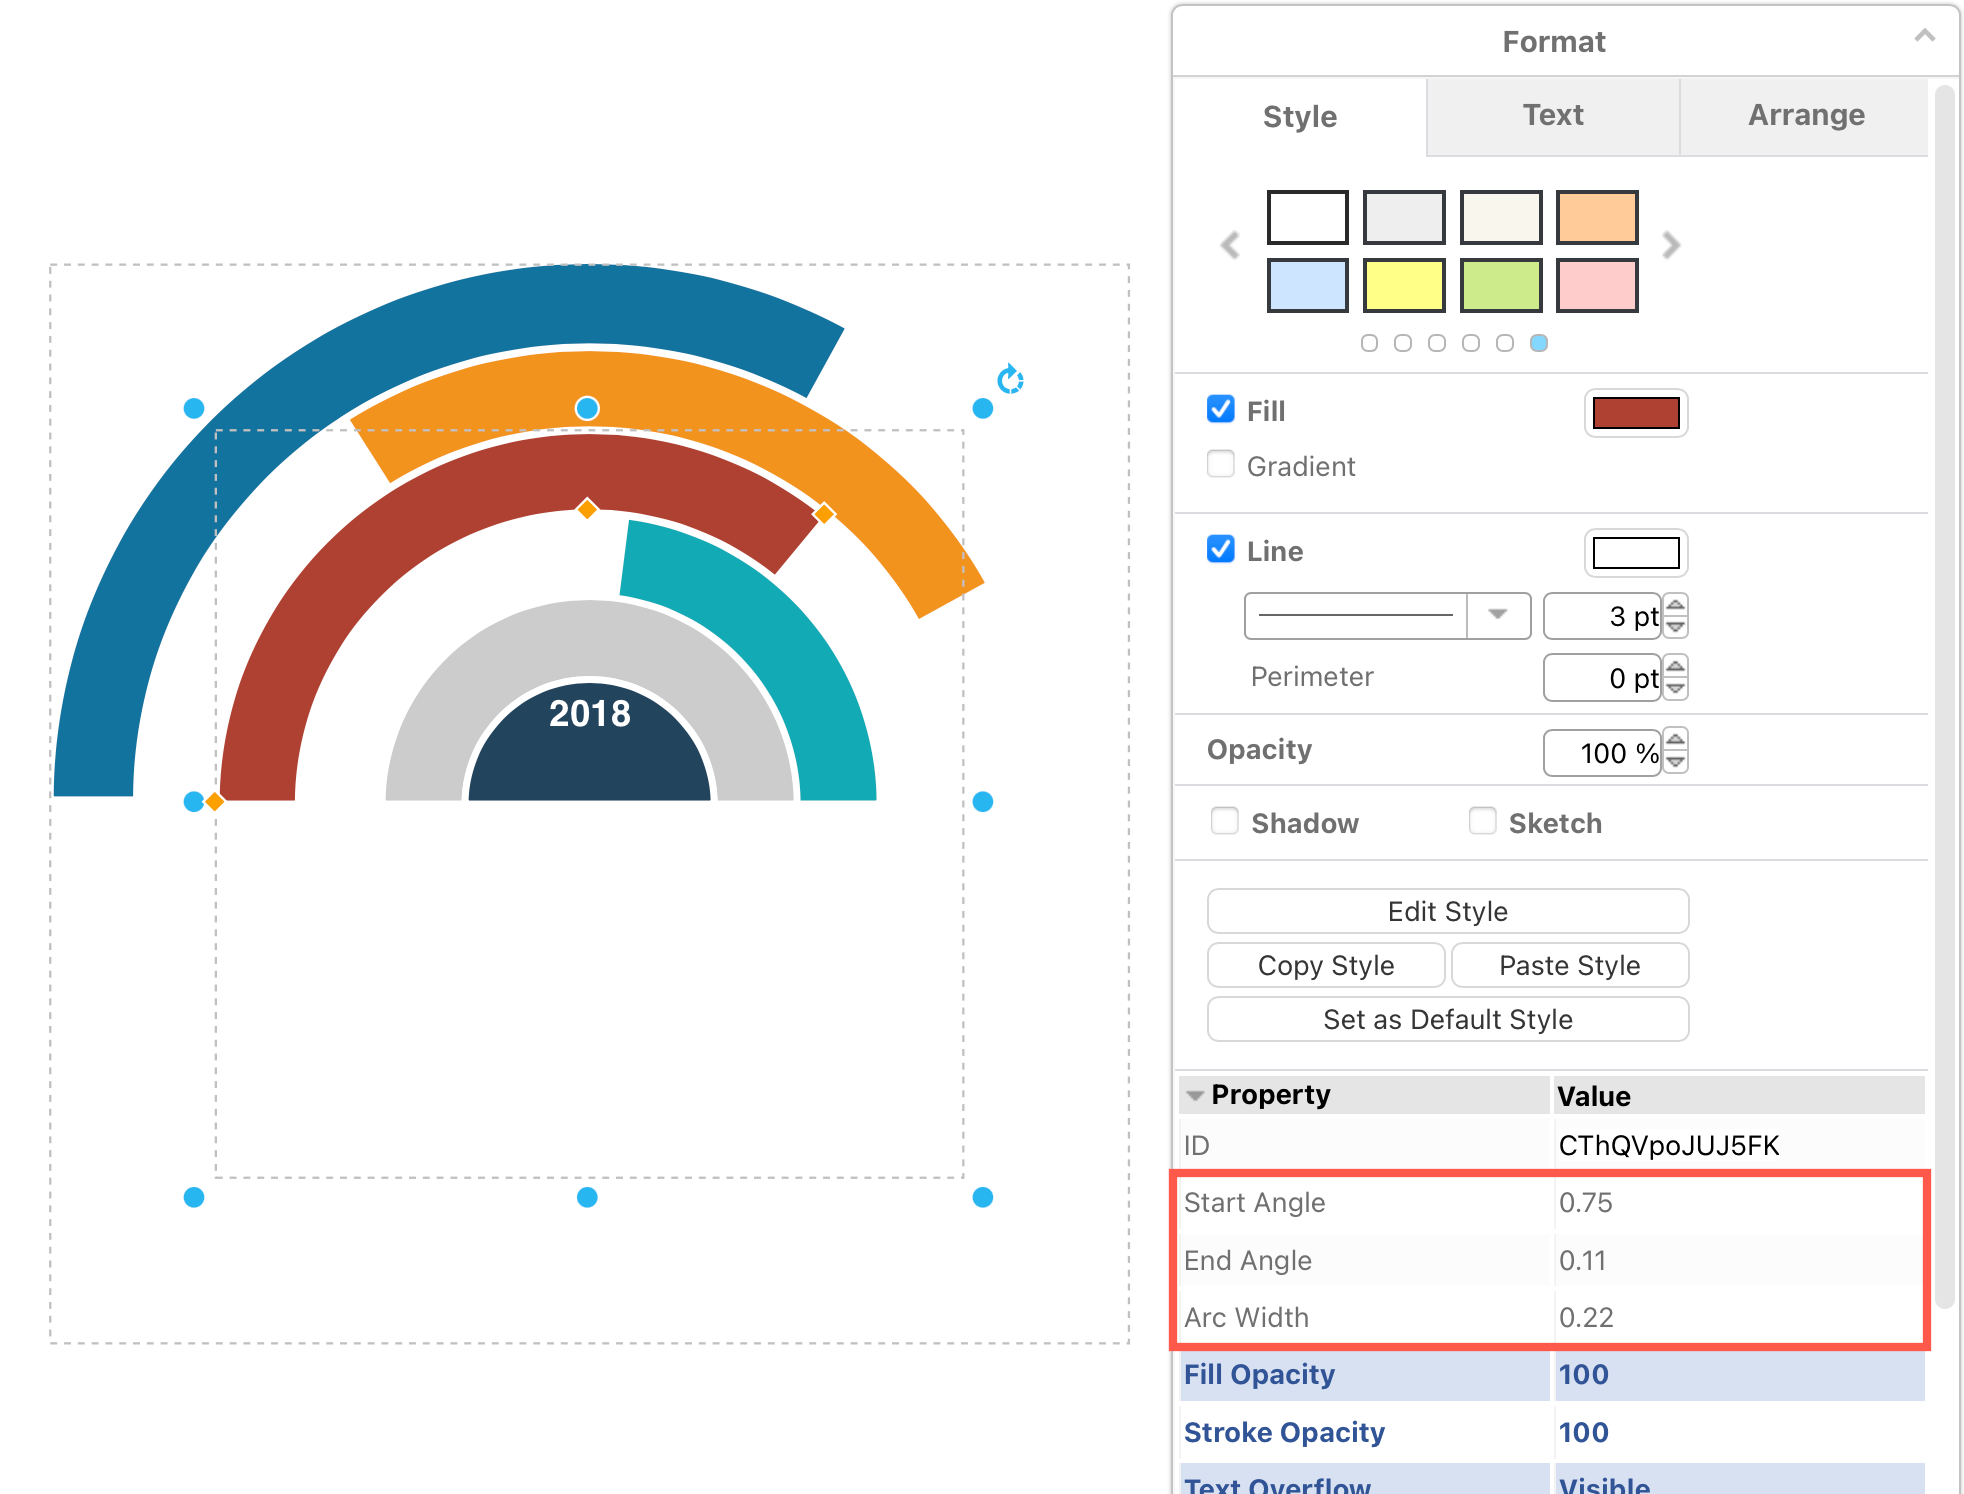 2018
Format
Style
Text
Arrange
Fill
Gradient
Line
3 pt
Perimeter
0 pt
Opacity
100 %
Shadow
Sketch
Edit Style
Copy Style
Paste Style
Set as Default Style
Property Value
ID CThQVpoJUJ5FK
Start Angle 0.75
End Angle 0.11
Arc Width 0.22
Fill Opacity 100
Stroke Opacity 100
Text Overflow Visible